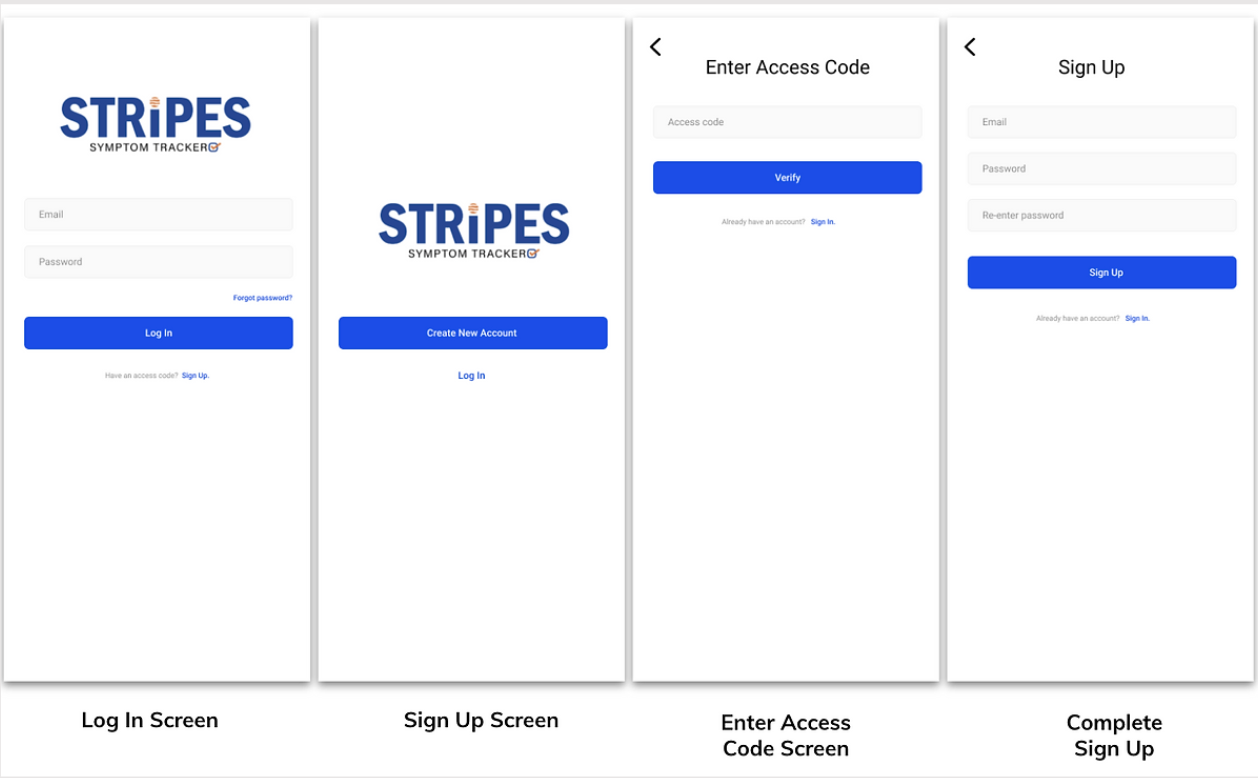 STRiPES
SYMPTOM TRACKER
Email
Password
Forgot password?
Log In
Have an access code? Sign Up.
Log In Screen
STRiPES
SYMPTOM TRACKER
Create New Account
Log In
Sign Up Screen
Enter Access Code
Access code
Verify
Already have an account? Sign In.
Enter Access
Code Screen
Sign Up
Email
Password
Re-enter password
Sign Up
Already have an account? Sign In.
Complete
Sign Up